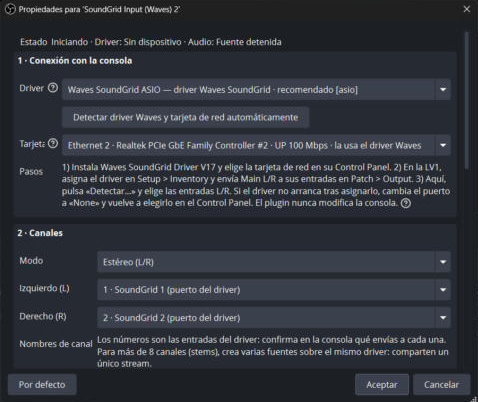 Propiedades para 'SoundGrid Input (Waves) 2'
Estado Iniciando · Driver: Sin dispositivo · Audio: Fuente detenida
1 · Conexión con la consola
Driver ? Waves SoundGrid ASIO — driver Waves SoundGrid · recomendado [asio]
Detectar driver Waves y tarjeta de red automáticamente
Tarjeta ? Ethernet 2 · Realtek PCIe GbE Family Controller #2 · UP 100 Mbps · la usa el driver Waves
Pasos 1) Instala Waves SoundGrid Driver V17 y elige la tarjeta de red en su Control Panel. 2) En la LV1,
asigna el driver en Setup > Inventory y envía Main L/R a sus entradas en Patch > Output. 3) Aquí,
pulsa «Detectar...» y elige las entradas L/R. Si el driver no arranca tras asignarlo, cambia el puerto
a «None» y vuelve a elegirlo en el Control Panel. El plugin nunca modifica la consola. ?
2 · Canales
Modo Estéreo (L/R)
Izquierdo (L) 1 · SoundGrid 1 (puerto del driver)
Derecho (R) 2 · SoundGrid 2 (puerto del driver)
Nombres de canal Los números son las entradas del driver: confirma en la consola qué envías a cada una.
Para más de 8 canales (stems), crea varias fuentes sobre el mismo driver: comparten un
único stream.
Por defecto Aceptar Cancelar